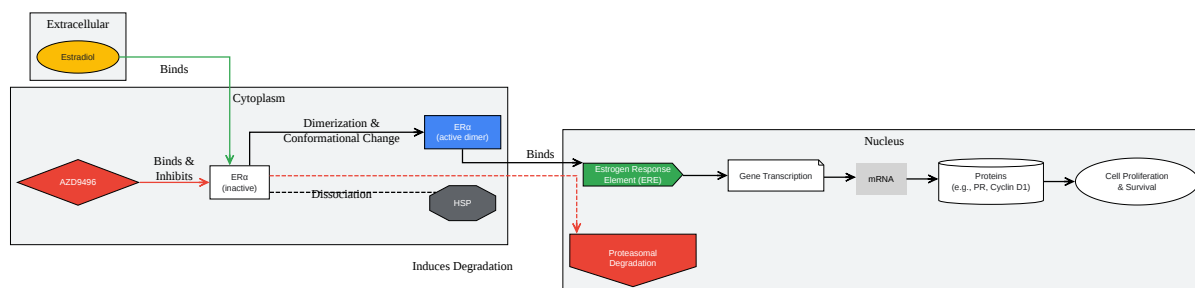 Extracellular
Estradiol
Binds
Cytoplasm
Dimerization &
Conformational Change
ERα
(active dimer)
Binds
Nucleus
AZD9496
Binds &
Inhibits
ERα
(inactive)
Dissociation
HSP
Estrogen Response
Element (ERE)
Gene Transcription
mRNA
Proteins
(e.g., PR, Cyclin D1)
Cell Proliferation
& Survival
Induces Degradation
Proteasomal
Degradation